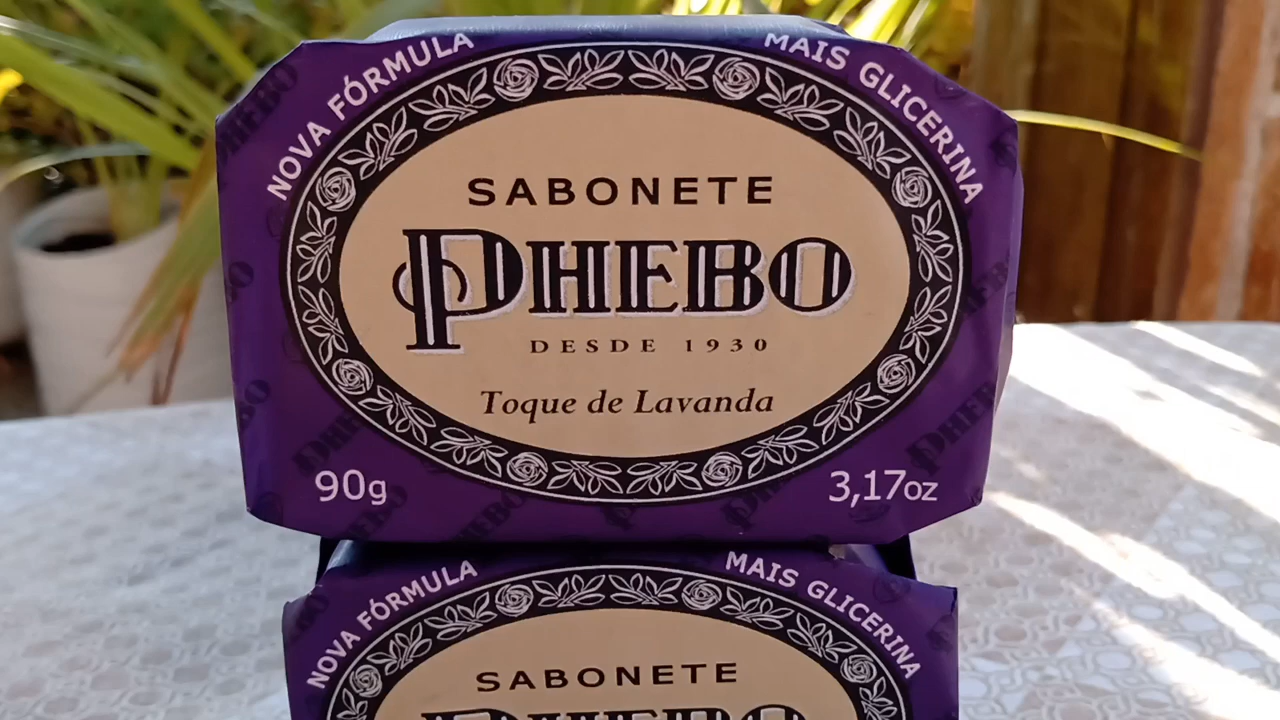 NOVA FÓRMULA
MAIS GLICERINA
SABONETE
PHEBO
DESDE 1930
Toque de Lavanda
90g
3,17oz
NOVA FÓRMULA
MAIS GLICERINA
SABONETE
PHEBO